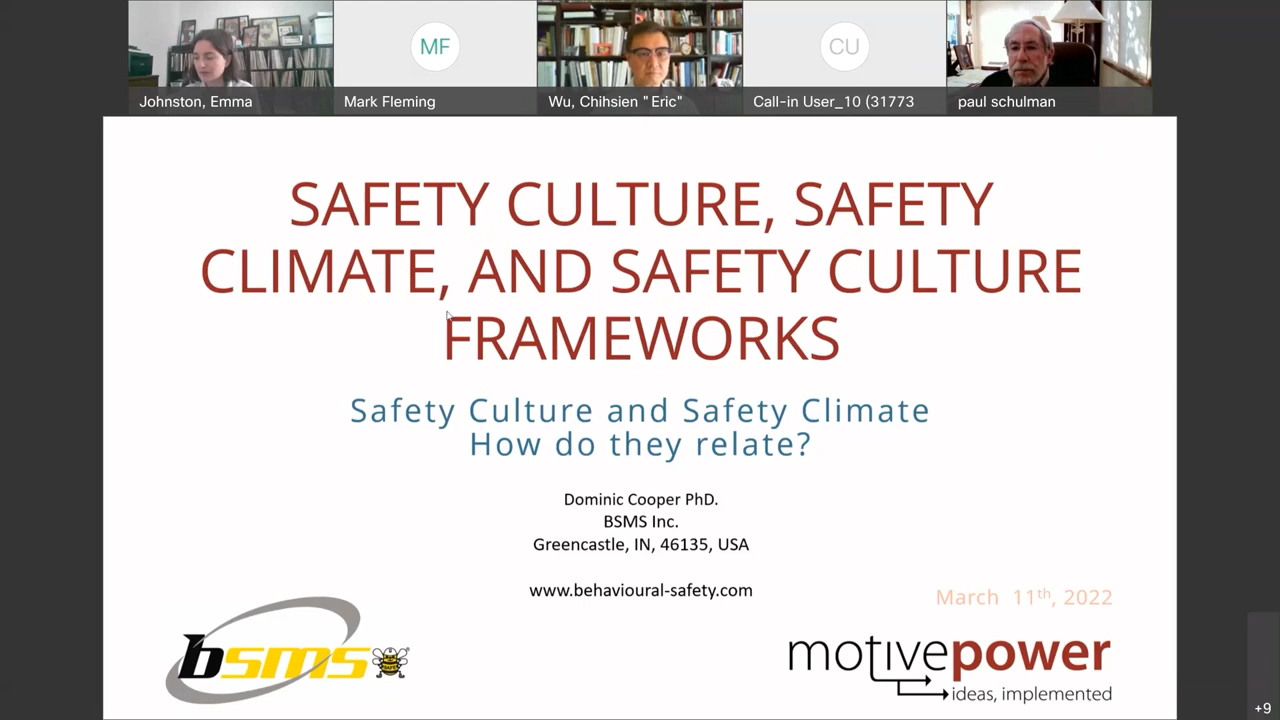 MF
CU
Johnston, Emma
Mark Fleming
Wu, Chihsien "Eric"
Call-in User_10 (31773
paul schulman
SAFETY CULTURE, SAFETY
CLIMATE, AND SAFETY CULTURE
FRAMEWORKS
Safety Culture and Safety Climate
How do they relate?
Dominic Cooper PhD.
BSMS Inc.
Greencastle, IN, 46135, USA
www.behavioural-safety.com
March 11th, 2022
bsms
motivepower
ideas, implemented
+9